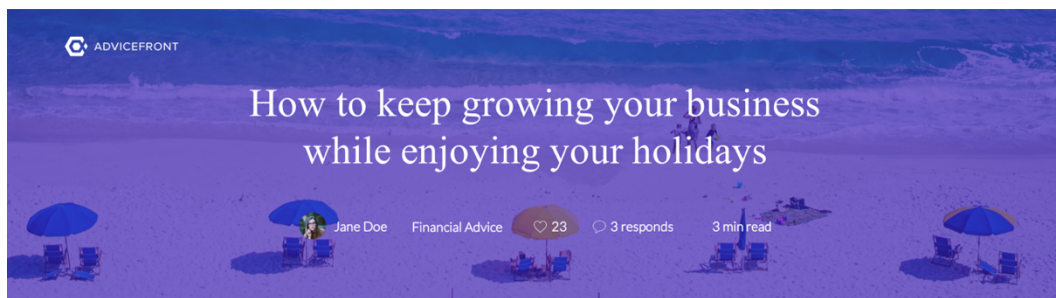 ADVICEFRONT
How to keep growing your business
while enjoying your holidays
Jane Doe Financial Advice 23 3 responds 3 min read